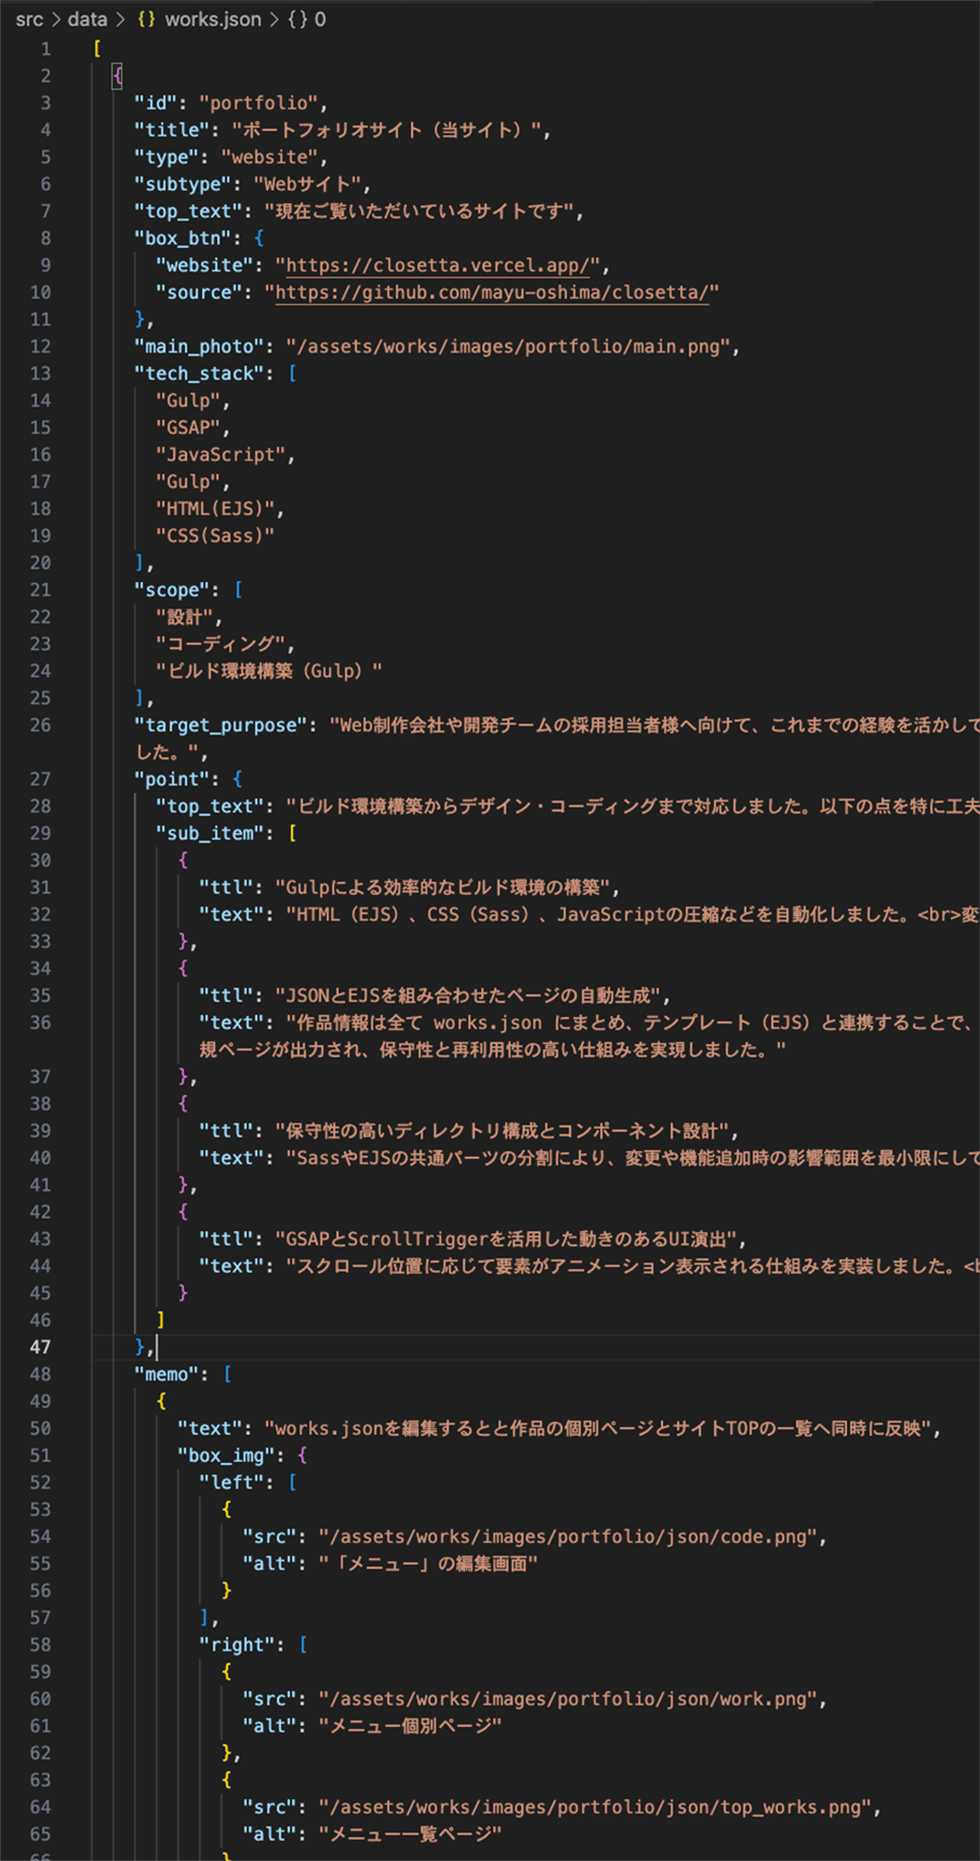 src > data > {} works.json > {} 0
1 [
2 {
3 "id": "portfolio",
4 "title": "ポートフォリオサイト（当サイト）",
5 "type": "website",
6 "subtype": "Webサイト",
7 "top_text": "現在ご覧いただいているサイトです",
8 "box_btn": {
9 "website": "https://closetta.vercel.app/",
10 "source": "https://github.com/mayu-oshima/closetta/"
11 },
12 "main_photo": "/assets/works/images/portfolio/main.png",
13 "tech_stack": [
14 "Gulp",
15 "GSAP",
16 "JavaScript",
17 "Gulp",
18 "HTML(EJS)",
19 "CSS(Sass)"
20 ],
21 "scope": [
22 "設計",
23 "コーディング",
24 "ビルド環境構築（Gulp）"
25 ],
26 "target_purpose": "Web制作会社や開発チームの採用担当者様へ向けて、これまでの経験を活かして
した。",
27 "point": {
28 "top_text": "ビルド環境構築からデザイン・コーディングまで対応しました。以下の点を特に工夫
29 "sub_item": [
30 {
31 "ttl": "Gulpによる効率的なビルド環境の構築",
32 "text": "HTML（EJS）、CSS（Sass）、JavaScriptの圧縮などを自動化しました。<br>変
33 },
34 {
35 "ttl": "JSONとEJSを組み合わせたページの自動生成",
36 "text": "作品情報は全て works.json にまとめ、テンプレート（EJS）と連携することで、
規ページが出力され、保守性と再利用性の高い仕組みを実現しました。"
37 },
38 {
39 "ttl": "保守性の高いディレクトリ構成とコンポーネント設計",
40 "text": "SassやEJSの共通パーツの分割により、変更や機能追加時の影響範囲を最小限にして
41 },
42 {
43 "ttl": "GSAPとScrollTriggerを活用した動きのあるUI演出",
44 "text": "スクロール位置に応じて要素がアニメーション表示される仕組みを実装しました。<b
45 }
46 ]
47 },
48 "memo": [
49 {
50 "text": "works.jsonを編集するとと作品の個別ページとサイトTOPの一覧へ同時に反映",
51 "box_img": {
52 "left": [
53 {
54 "src": "/assets/works/images/portfolio/json/code.png",
55 "alt": "「メニュー」の編集画面"
56 }
57 ],
58 "right": [
59 {
60 "src": "/assets/works/images/portfolio/json/work.png",
61 "alt": "メニュー個別ページ"
62 },
63 {
64 "src": "/assets/works/images/portfolio/json/top_works.png",
65 "alt": "メニュー一覧ページ"
66 }